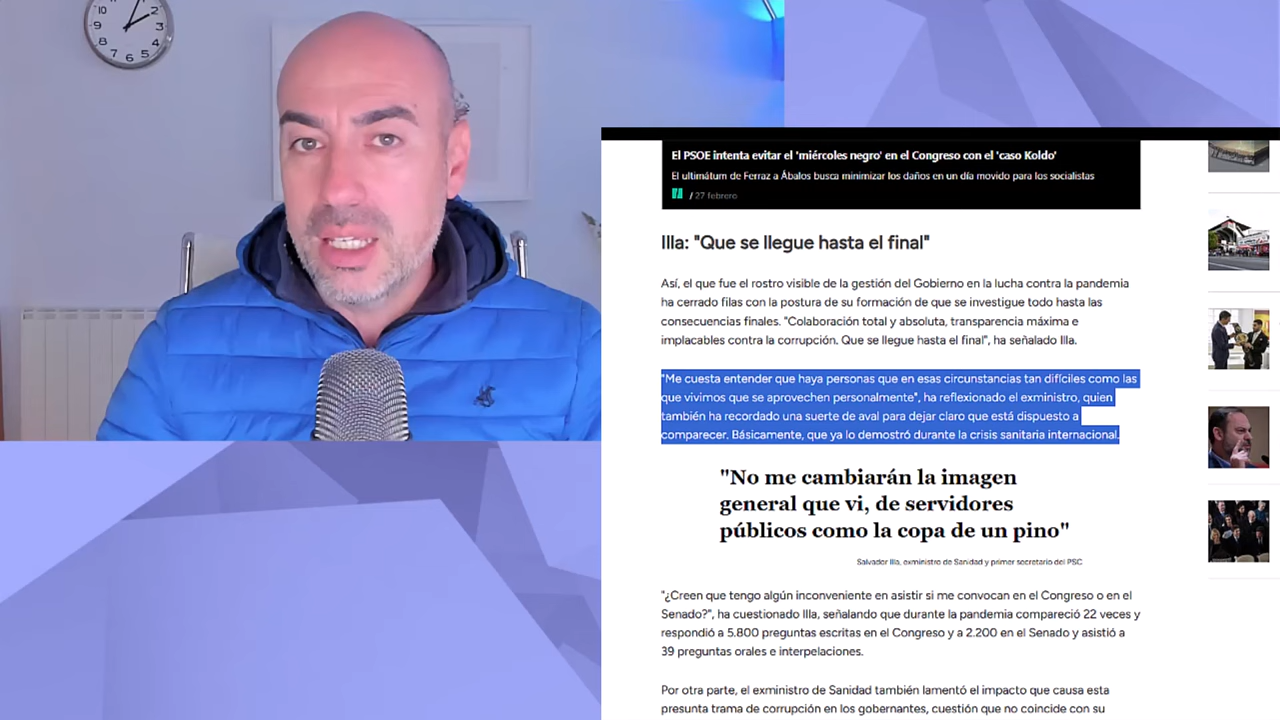 10
2
9
3
8
4
7
6
5
El PSOE intenta evitar el 'miércoles negro' en el Congreso con el 'caso Koldo'
El ultimátum de Ferraz a Ábalos busca minimizar los daños en un día movido para los socialistas
/ 27 febrero
Illa: "Que se llegue hasta el final"
Así, el que fue el rostro visible de la gestión del Gobierno en la lucha contra la pandemia
ha cerrado filas con la postura de su formación de que se investigue todo hasta las
consecuencias finales. "Colaboración total y absoluta, transparencia máxima e
implacables contra la corrupción. Que se llegue hasta el final", ha señalado Illa.
"Me cuesta entender que haya personas que en esas circunstancias tan difíciles como las
que vivimos que se aprovechen personalmente", ha reflexionado el exministro, quien
también ha recordado una suerte de aval para dejar claro que está dispuesto a
comparecer. Básicamente, que ya lo demostró durante la crisis sanitaria internacional.
"No me cambiarán la imagen
general que vi, de servidores
públicos como la copa de un pino"
Salvador Illa, exministro de Sanidad y primer secretario del PSC
"¿Creen que tengo algún inconveniente en asistir si me convocan en el Congreso o en el
Senado?", ha cuestionado Illa, señalando que durante la pandemia compareció 22 veces y
respondió a 5.800 preguntas escritas en el Congreso y a 2.200 en el Senado y asistió a
39 preguntas orales e interpelaciones.
Por otra parte, el exministro de Sanidad también lamentó el impacto que causa esta
presunta trama de corrupción en los gobernantes, cuestión que no coincide con su